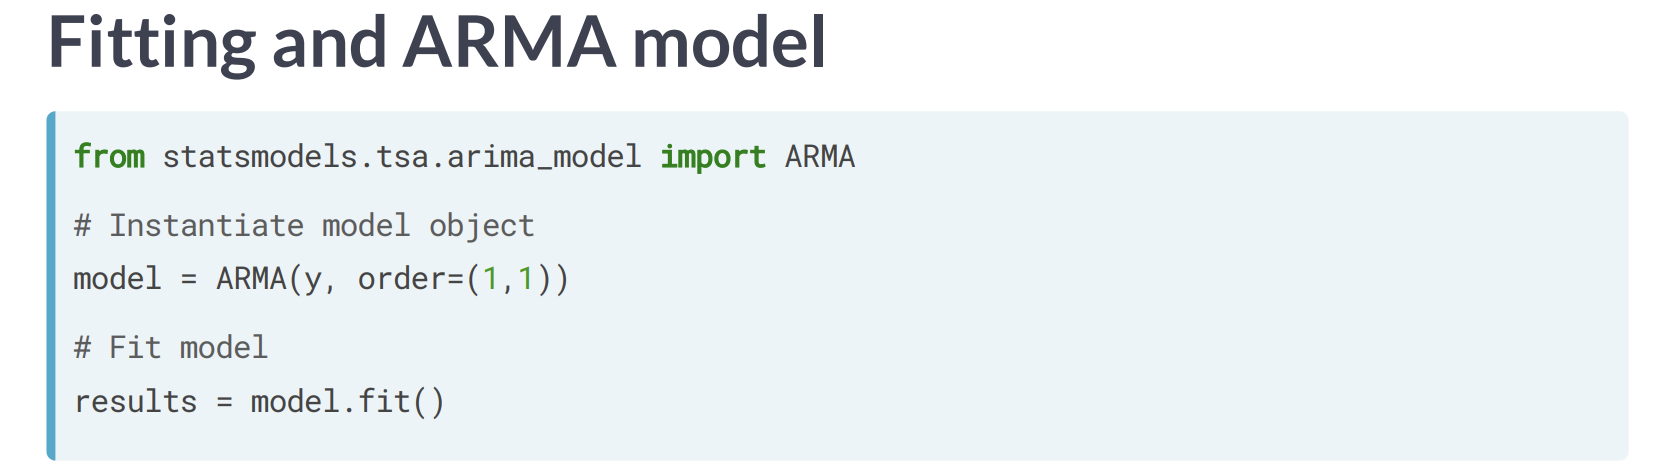 Fitting and ARMA model
from statsmodels.tsa.arima_model import ARMA
# Instantiate model object
model = ARMA(y, order=(1,1))
# Fit model
results = model.fit()